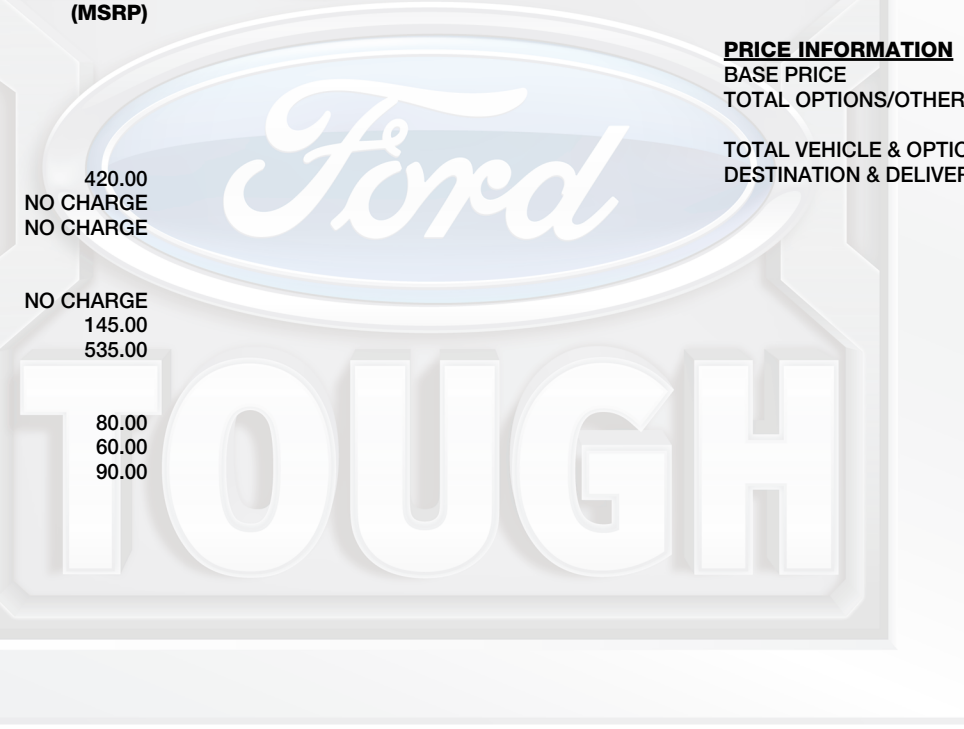 (MSRP)
420.00
NO CHARGE
NO CHARGE
NO CHARGE
145.00
535.00
80.00
60.00
90.00
PRICE INFORMATION
BASE PRICE
TOTAL OPTIONS/OTHER
TOTAL VEHICLE & OPTIO
DESTINATION & DELIVER
Ford
TOUGH